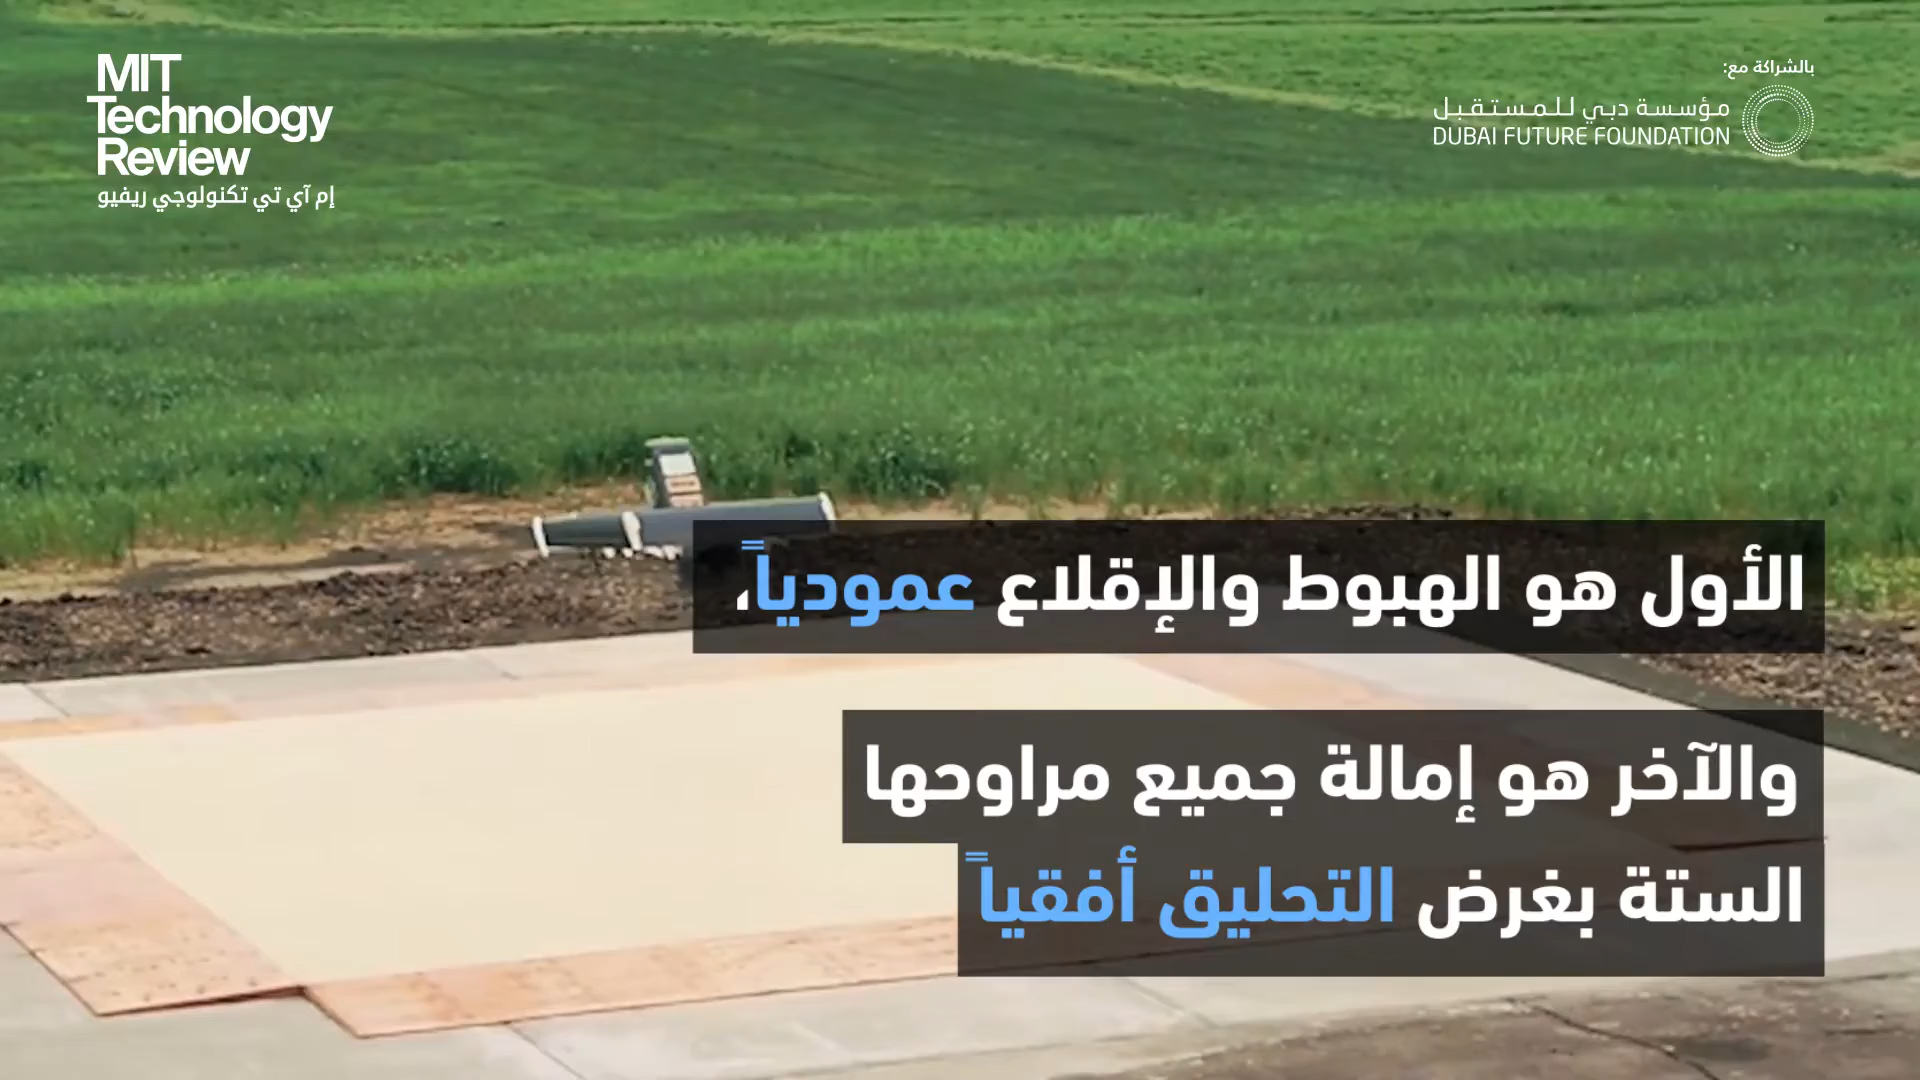 MIT
Technology
Review
إم آي تي تكنولوجي ريفيو
بالشراكة مع:
مؤسسة دبي للمستقبل
DUBAI FUTURE FOUNDATION
الأول هو الهبوط والإقلاع عمودياً،
والآخر هو إمالة جميع مراوحها
الستة بغرض التحليق أفقياً